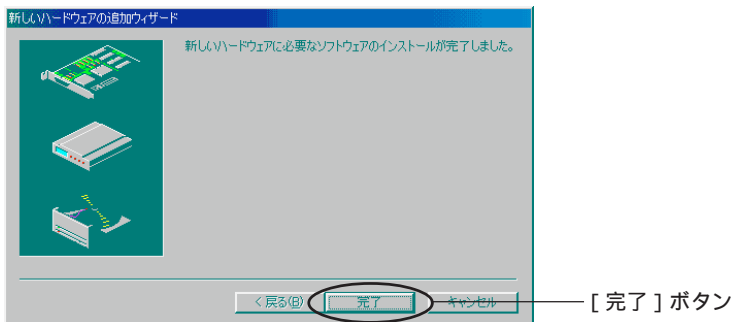 新しいハードウェアの追加ウィザード
新しいハードウェアに必要なソフトウェアのインストールが完了しました。
< 戻る(B)
完了
キャンセル
[ 完了 ] ボタン